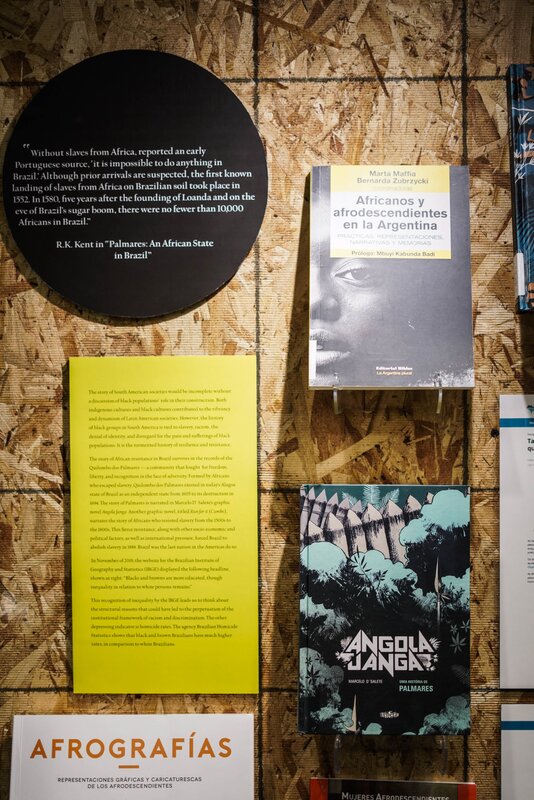 "Without slaves from Africa, reported an early
Portuguese source, 'it is impossible to do anything in
Brazil.' Although prior arrivals are suspected, the first known
landing of slaves from Africa on Brazilian soil took place in
1552. In 1580, five years after the founding of Loanda and on the
eve of Brazil's sugar boom, there were no fewer than 10,000
Africans in Brazil."
R.K. Kent in "Palmares: An African State
in Brazil"
Marta Maffia
Bernarda Zubrzycki
Africanos y
afrodescendientes
en la Argentina
PRÁCTICAS, REPRESENTACIONES,
NARRATIVAS Y MEMORIAS
Prólogo: Mbuyi Kabunda Badi
Editorial Biblos
La Argentina plural
The story of South American societies would be incomplete without
a discussion of black populations' role in their construction. Both
indigenous cultures and black cultures contributed to the vibrancy
and dynamism of Latin American societies. However, the history
of black groups in South America is tied to slavery, racism, the
denial of identity, and disregard for the pain and sufferings of black
populations. It is the tormented history of resilience and resistance.
The story of African resistance in Brazil survives in the records of the
Quilombo dos Palmares — a community that fought for freedom,
liberty, and recognition in the face of adversity. Formed by Africans
who escaped slavery, Quilombo dos Palmares existed in today's Alagoas
state of Brazil as an independent state from 1605 to its destruction in
1694. The story of Palmares is narrated in Marcelo D'Salete's graphic
novel Angola Janga. Another graphic novel, titled
narrates the story of Africans who resisted slavery from the 1500s to
the 1800s. This fierce resistance, along with other socio-economic and
political factors, as well as international pressure, forced Brazil to
abolish slavery in 1888. Brazil was the last nation in the Americas do so.
In November of 2019, the website for the Brazilian Institute of
Geography and Statistics (IBGE) displayed the following headline,
shown at right: "Blacks and browns are more educated, though
inequality in relation to white persons remains."
This recognition of inequality by the IBGE leads us to think about
the structural reasons that could have led to the perpetuation of the
institutional framework of racism and discrimination. The other
depressing indicator is homicide rates. The agency Brazilian Homicide
Statistics shows that black and brown Brazilians have much higher
rates, in comparison to white Brazilians.
ANGOLA
JANGA
MARCELO D'SALETE
UMA HISTÓRIA DE
PALMARES
AFROGRAFÍAS
REPRESENTACIONES GRÁFICAS Y CARICATURESCAS
DE LOS AFRODESCENDIENTES
MUJERES AFRODESCENDIENTES